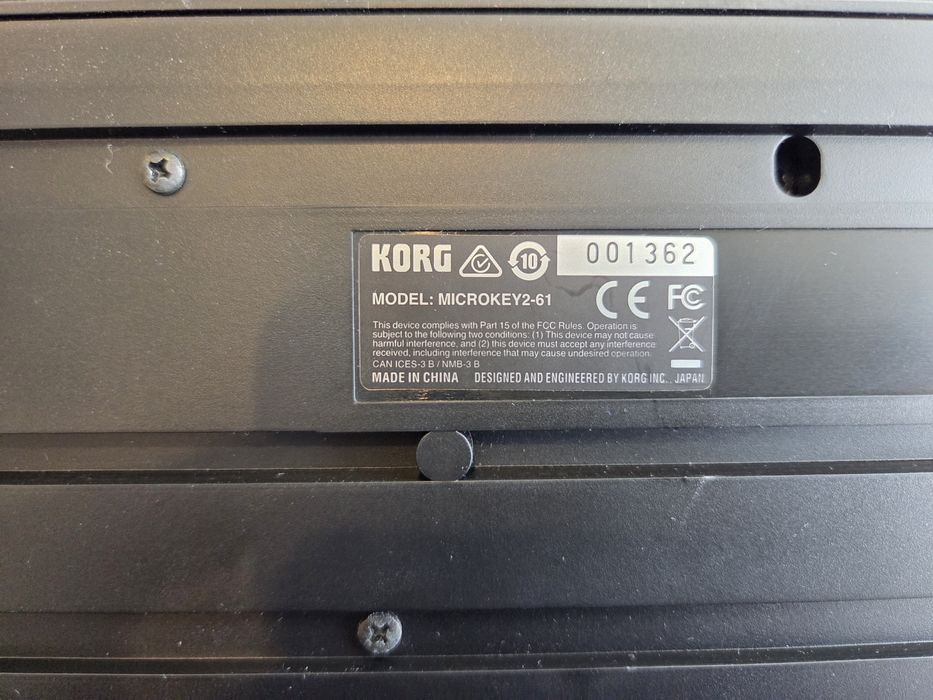 KORG 10 001362
MODEL: MICROKEY2-61 CE FC
This device complies with Part 15 of the FCC Rules. Operation is
subject to the following two conditions: (1) This device may not cause
harmful interference, and (2) this device must accept any interference
received, including interference that may cause undesired operation.
CAN ICES-3 B / NMB-3 B
MADE IN CHINA DESIGNED AND ENGINEERED BY KORG INC., JAPAN